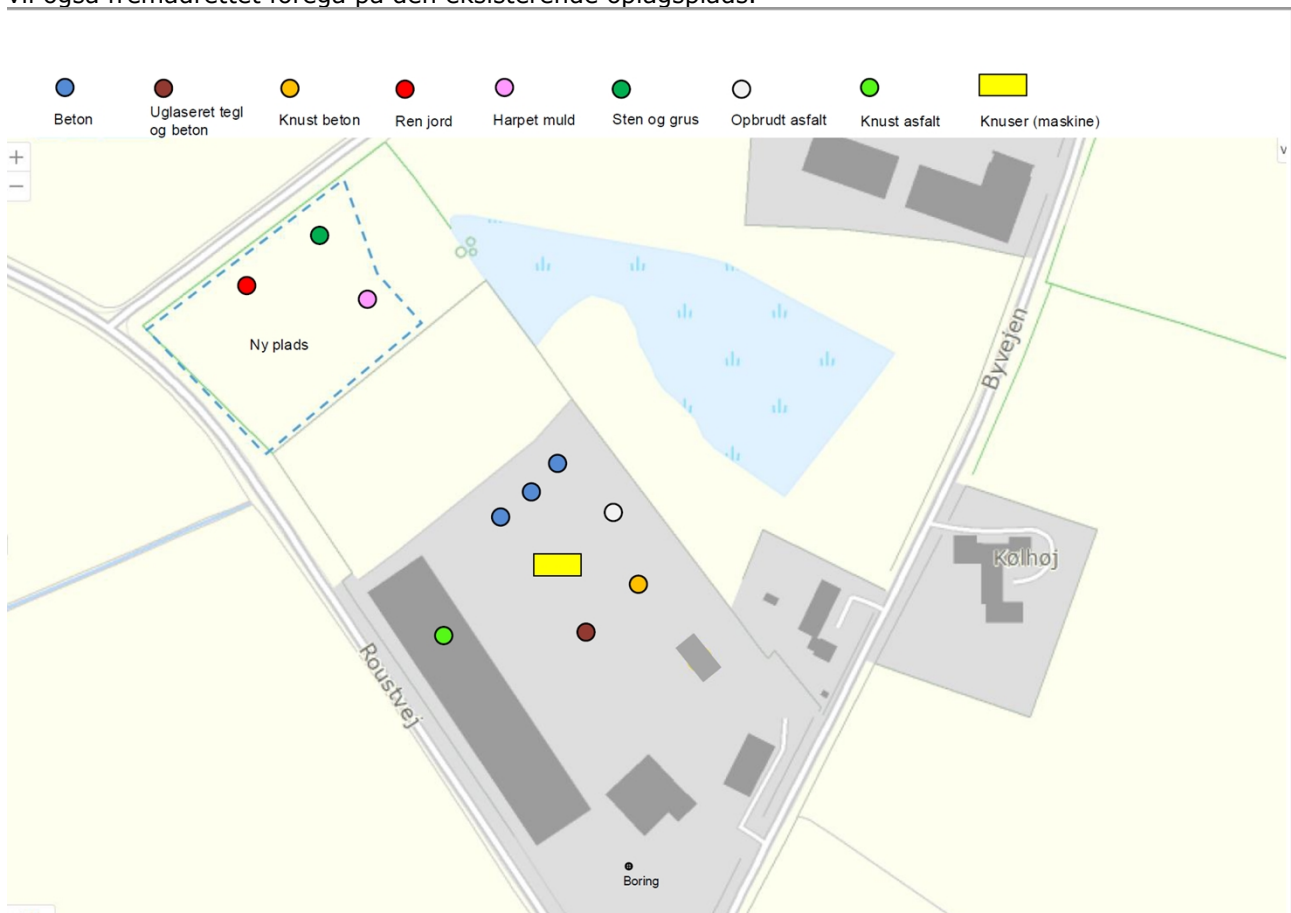 vil også fremadrettet foregå på den eksisterende oplagsplads.
Beton
Uglaseret tegl
og beton
Knust beton
Ren jord
Harpet muld
Sten og grus
Opbrudt asfalt
Knust asfalt
Knuser (maskine)
+
−
v
Ny plads
Byvejen
Kølhøj
Roustvej
Boring